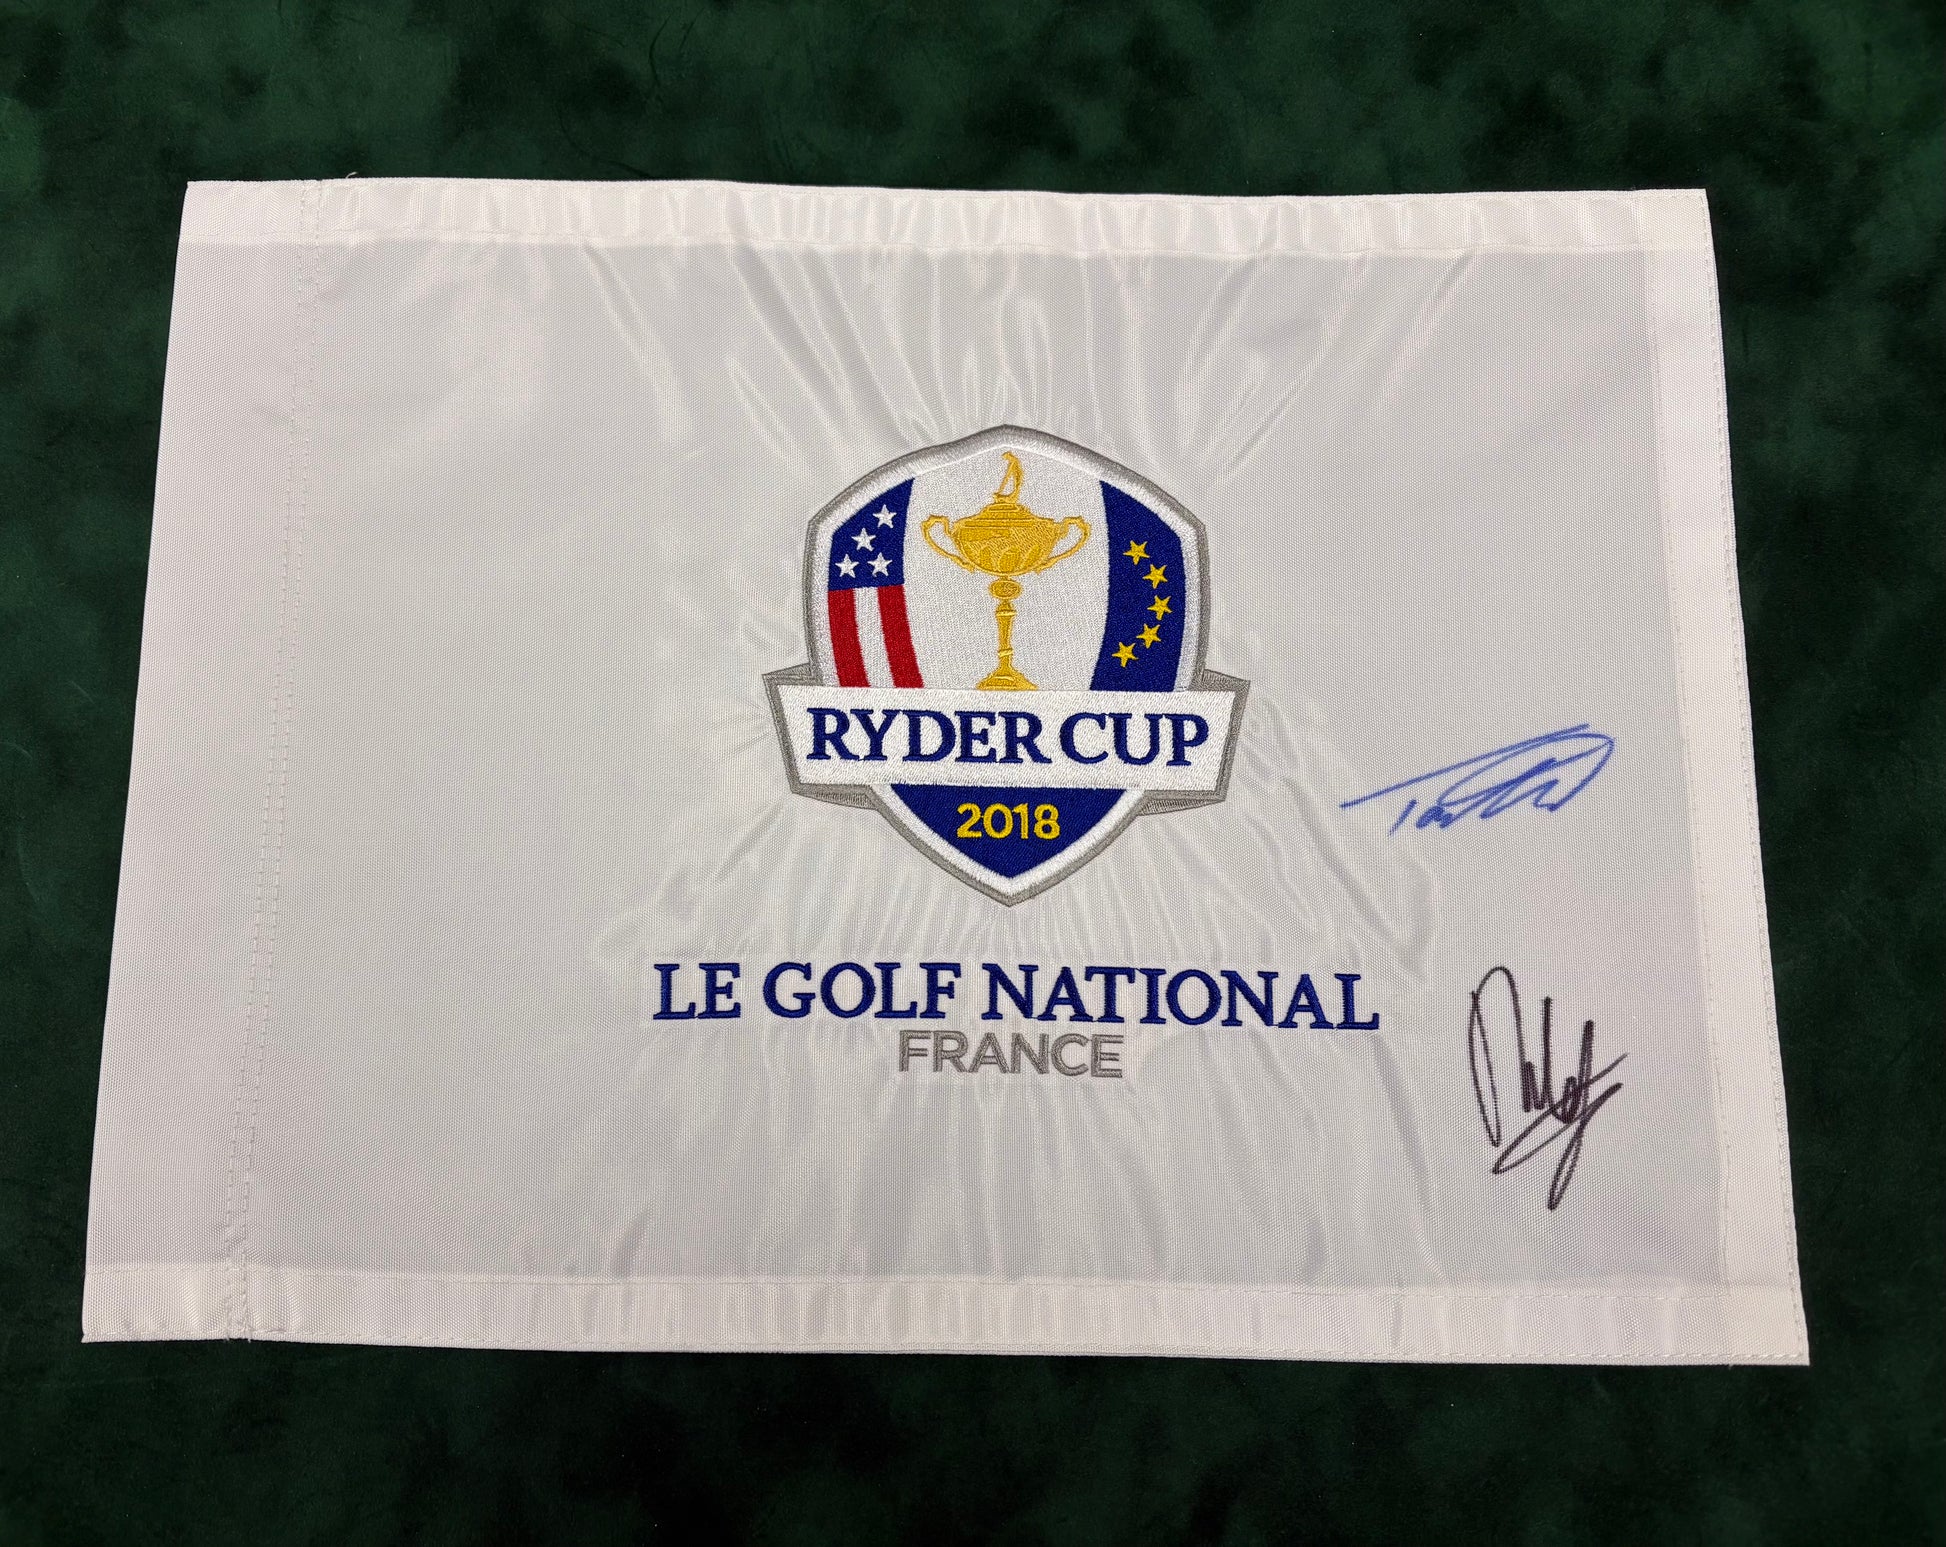 RYDER CUP
2018
LE GOLF NATIONAL
FRANCE